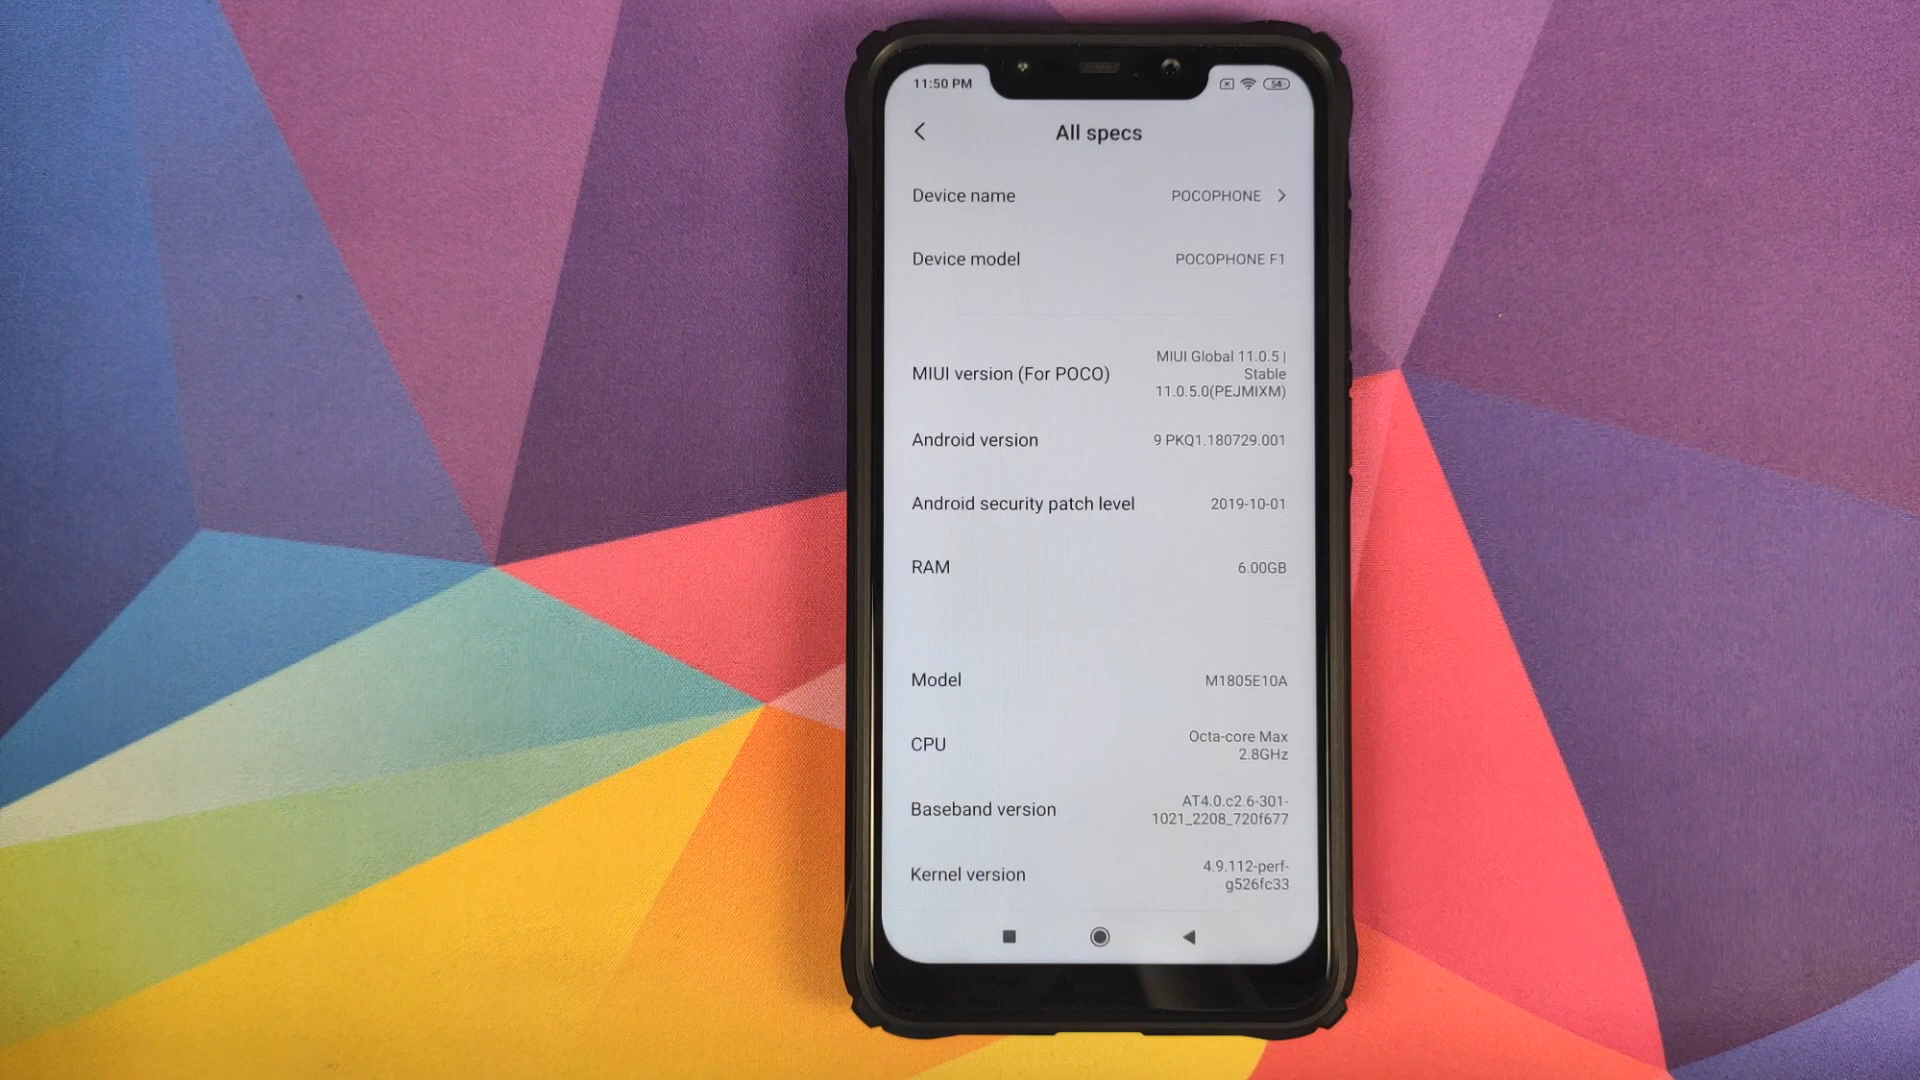 11:50 PM
54
All specs
Device name
POCOPHONE
Device model
POCOPHONE F1
MIUI version (For POCO)
MIUI Global 11.0.5 |
Stable
11.0.5.0(PEJMIXM)
Android version
9 PKQ1.180729.001
Android security patch level
2019-10-01
RAM
6.00GB
Model
M1805E10A
CPU
Octa-core Max
2.8GHz
Baseband version
AT4.0.c2.6-301-
1021_2208_720f677
Kernel version
4.9.112-perf-
g526fc33